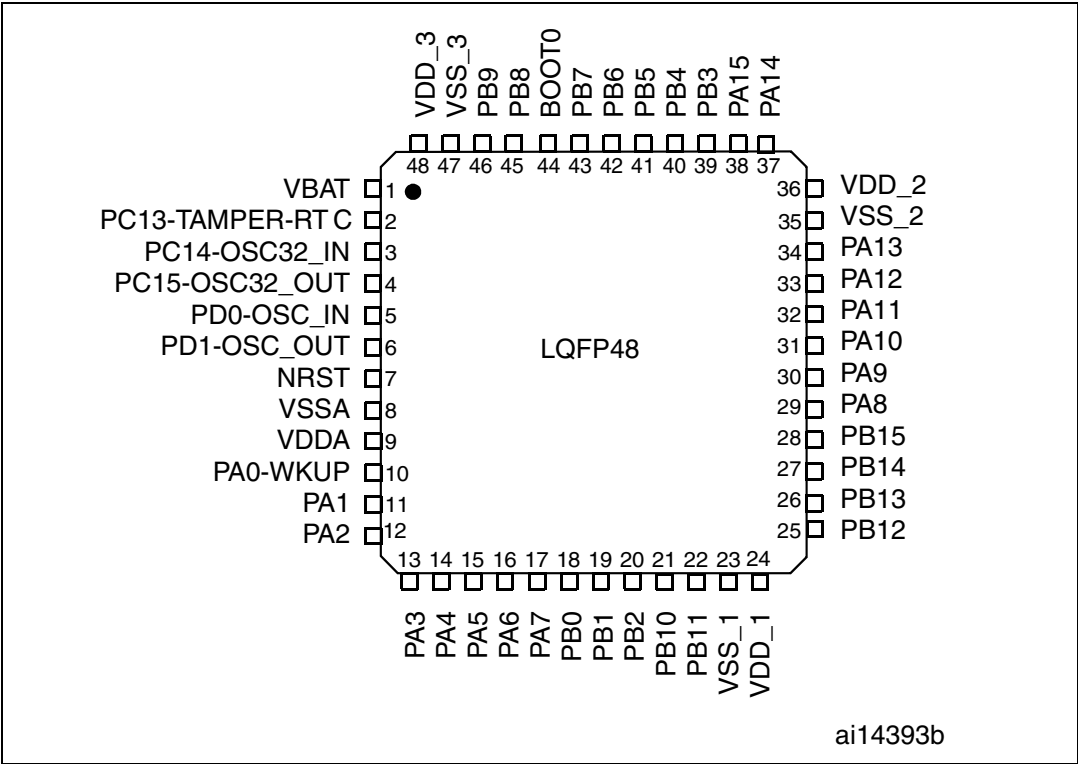 VDD_3
VSS_3
PB9
PB8
BOOT0
PB7
PB6
PB5
PB4
PB3
PA15
PA14
48 47 46 45 44 43 42 41 40 39 38 37
VBAT 1
PC13-TAMPER-RT C 2
PC14-OSC32_IN 3
PC15-OSC32_OUT 4
PD0-OSC_IN 5
PD1-OSC_OUT 6
NRST 7
VSSA 8
VDDA 9
PA0-WKUP 10
PA1 11
PA2 12
LQFP48
36 VDD_2
35 VSS_2
34 PA13
33 PA12
32 PA11
31 PA10
30 PA9
29 PA8
28 PB15
27 PB14
26 PB13
25 PB12
13 14 15 16 17 18 19 20 21 22 23 24
PA3
PA4
PA5
PA6
PA7
PB0
PB1
PB2
PB10
PB11
VSS_1
VDD_1
ai14393b